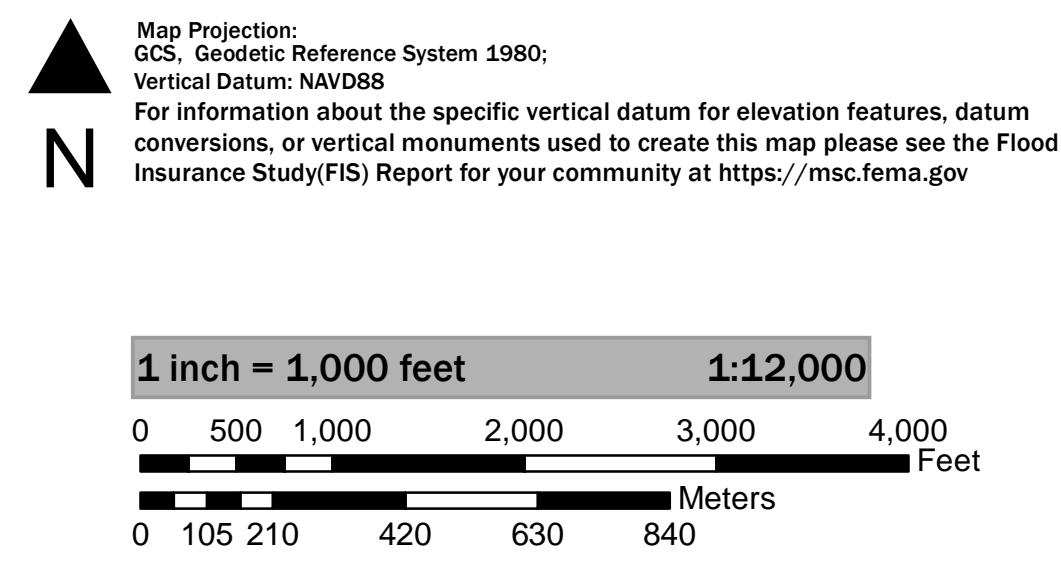 Map Projection:
GCS, Geodetic Reference System 1980;
Vertical Datum: NAVD88
For information about the specific vertical datum for elevation features, datum
conversions, or vertical monuments used to create this map please see the Flood
Insurance Study(FIS) Report for your community at https://msc.fema.gov
N
1 inch = 1,000 feet 1:12,000
0 500 1,000 2,000 3,000 4,000
Feet
Meters
0 105 210 420 630 840